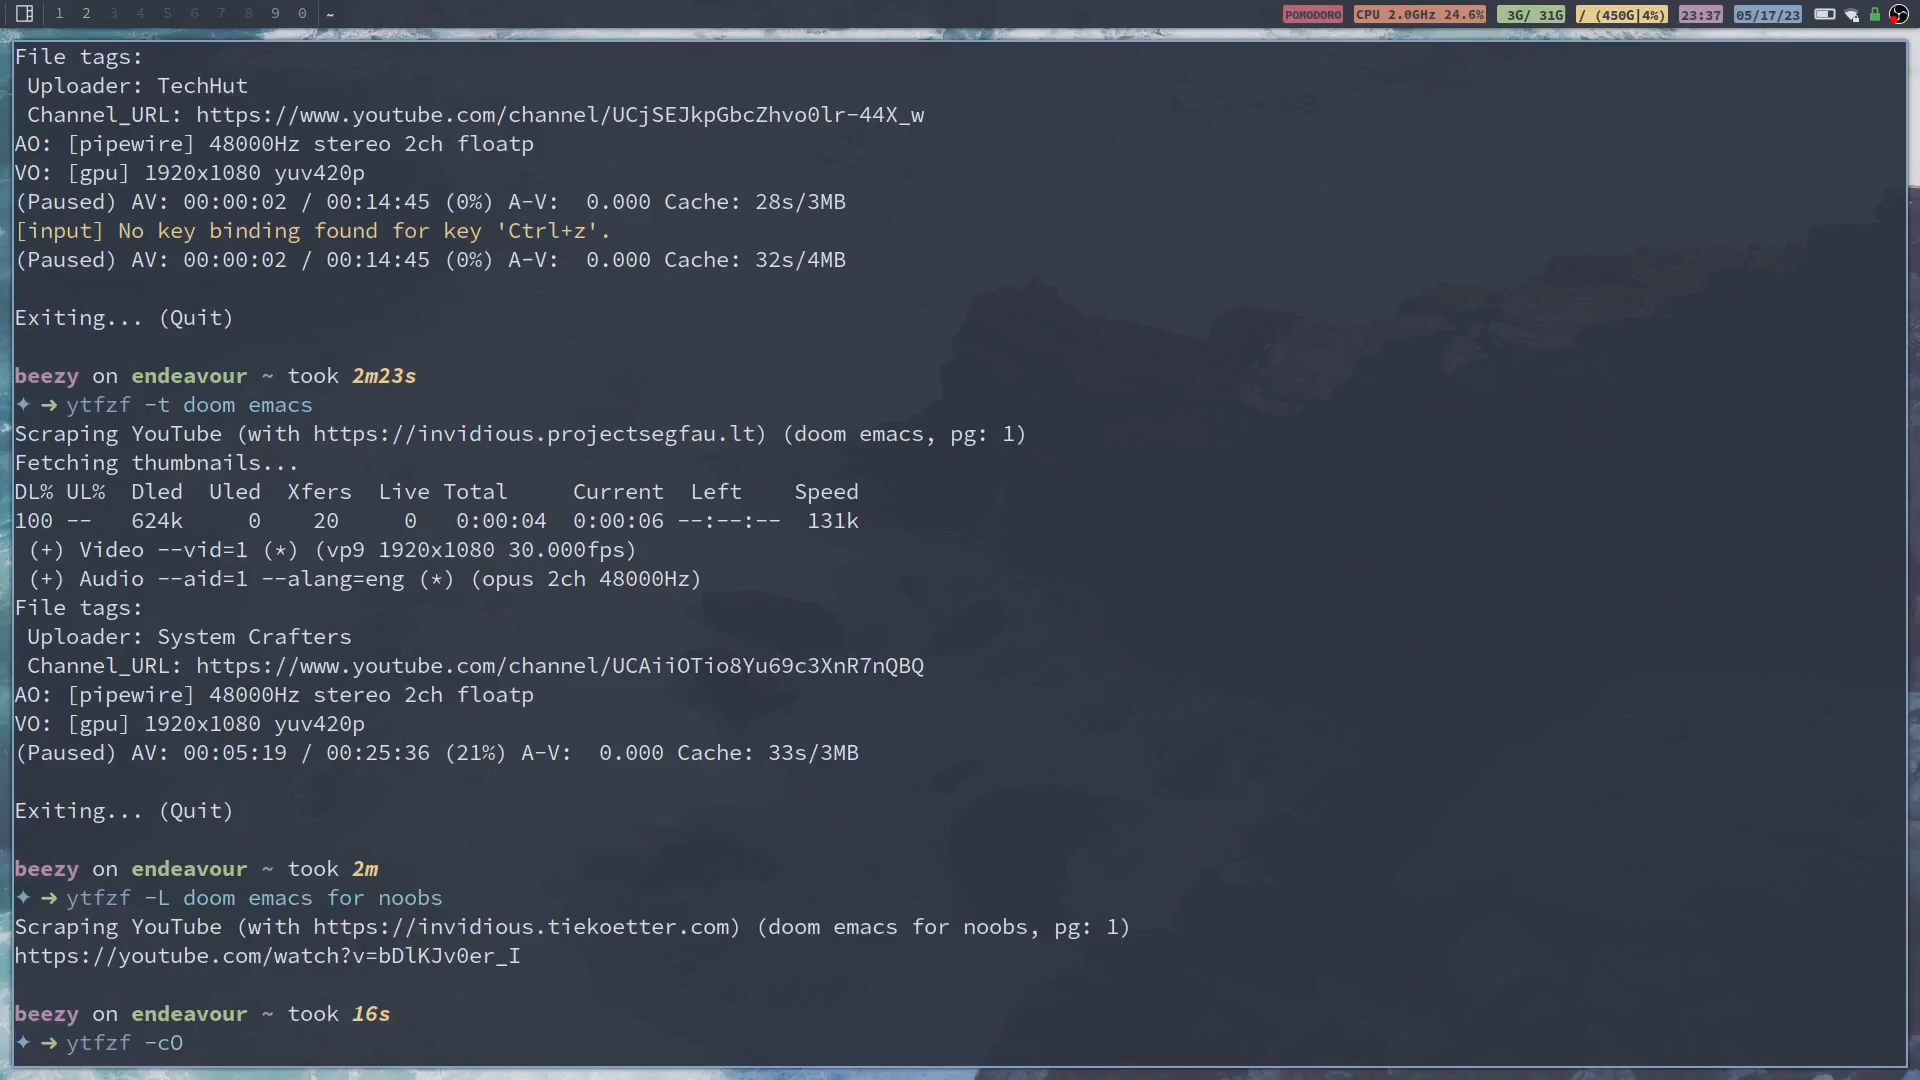 1 2 3 4 5 6 7 8 9 0 ~ POMODORO CPU 2.0GHz 24.6% 3G/ 31G / (450G|4%) 23:37 05/17/23
File tags:
Uploader: TechHut
Channel_URL: https://www.youtube.com/channel/UCjSEJkpGbcZhvo0lr-44X_w
AO: [pipewire] 48000Hz stereo 2ch floatp
VO: [gpu] 1920x1080 yuv420p
(Paused) AV: 00:00:02 / 00:14:45 (0%) A-V:  0.000 Cache: 28s/3MB
[input] No key binding found for key 'Ctrl+z'.
(Paused) AV: 00:00:02 / 00:14:45 (0%) A-V:  0.000 Cache: 32s/4MB
Exiting... (Quit)
beezy on endeavour ~ took 2m23s
✦ ➜ ytfzf -t doom emacs
Scraping YouTube (with https://invidious.projectsegfau.lt) (doom emacs, pg: 1)
Fetching thumbnails...
DL% UL%  Dled  Uled  Xfers  Live Total     Current  Left    Speed
100 --   624k     0    20     0   0:00:04  0:00:06 --:--:--  131k
(+) Video --vid=1 (*) (vp9 1920x1080 30.000fps)
(+) Audio --aid=1 --alang=eng (*) (opus 2ch 48000Hz)
File tags:
Uploader: System Crafters
Channel_URL: https://www.youtube.com/channel/UCAiiOTio8Yu69c3XnR7nQBQ
AO: [pipewire] 48000Hz stereo 2ch floatp
VO: [gpu] 1920x1080 yuv420p
(Paused) AV: 00:05:19 / 00:25:36 (21%) A-V:  0.000 Cache: 33s/3MB
Exiting... (Quit)
beezy on endeavour ~ took 2m
✦ ➜ ytfzf -L doom emacs for noobs
Scraping YouTube (with https://invidious.tiekoetter.com) (doom emacs for noobs, pg: 1)
https://youtube.com/watch?v=bDlKJv0er_I
beezy on endeavour ~ took 16s
✦ ➜ ytfzf -cO